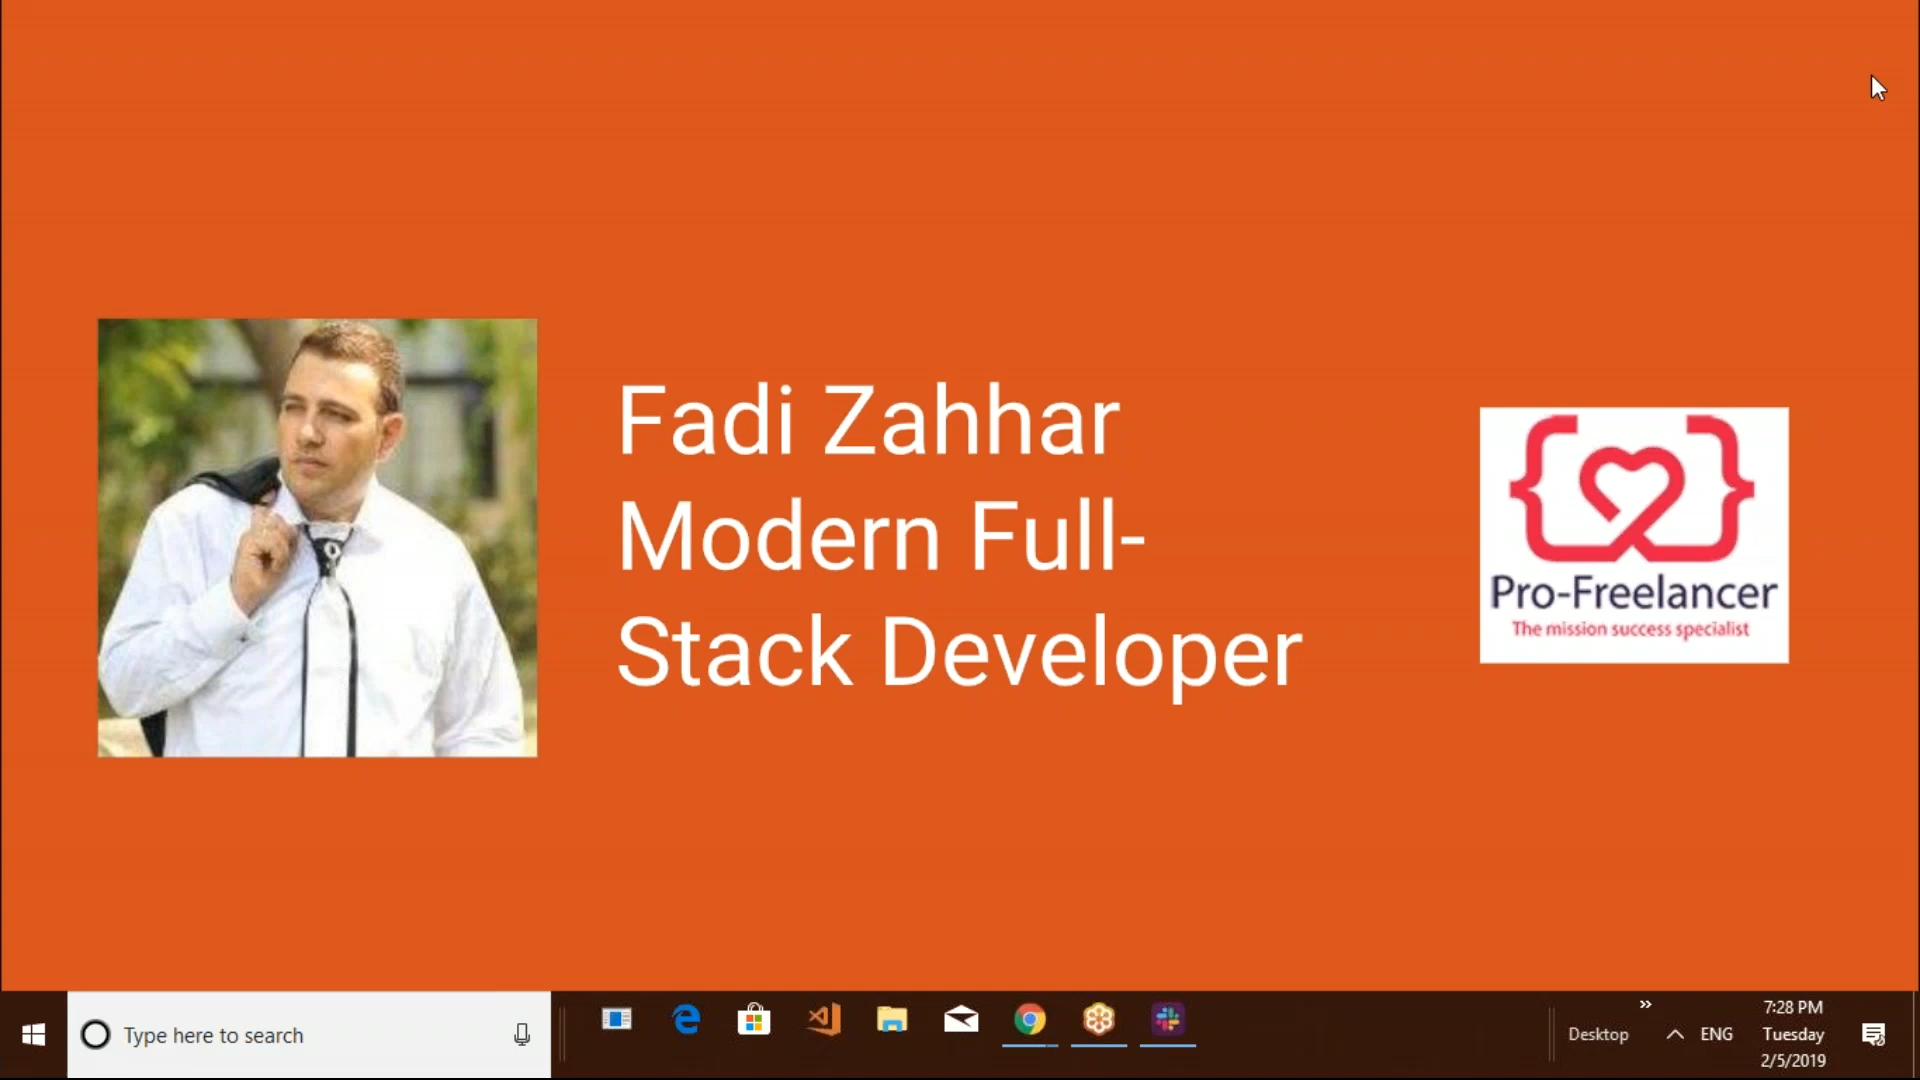 Fadi Zahhar
Modern Full-
Stack Developer
Pro-Freelancer
The mission success specialist
Type here to search
Desktop
»
ENG
7:28 PM
Tuesday
2/5/2019